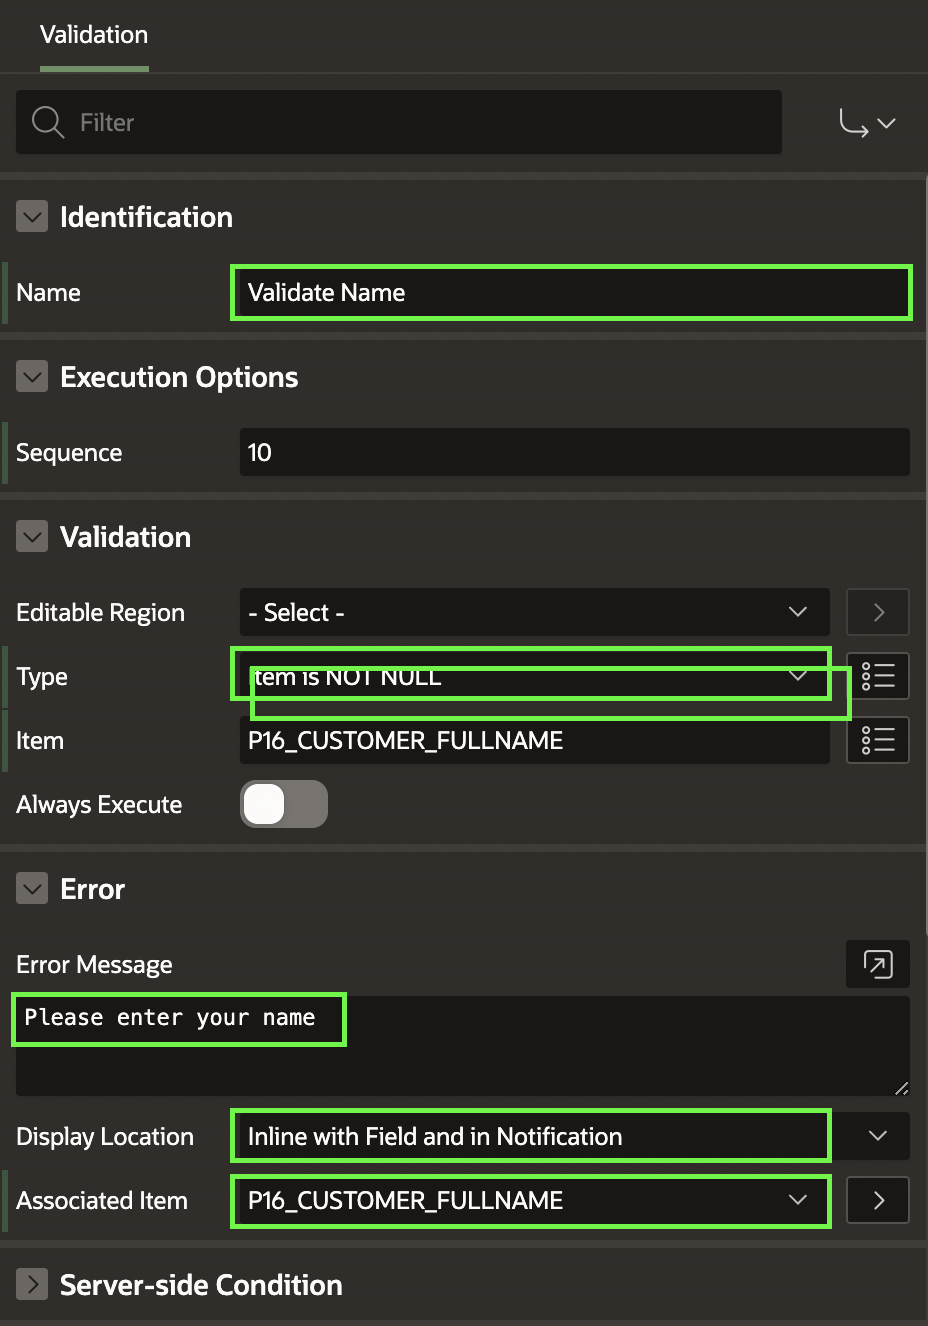 Validation
Filter
Identification
Name Validate Name
Execution Options
Sequence 10
Validation
Editable Region - Select -
Type Item is NOT NULL
Item P16_CUSTOMER_FULLNAME
Always Execute
Error
Error Message
Please enter your name
Display Location Inline with Field and in Notification
Associated Item P16_CUSTOMER_FULLNAME
Server-side Condition